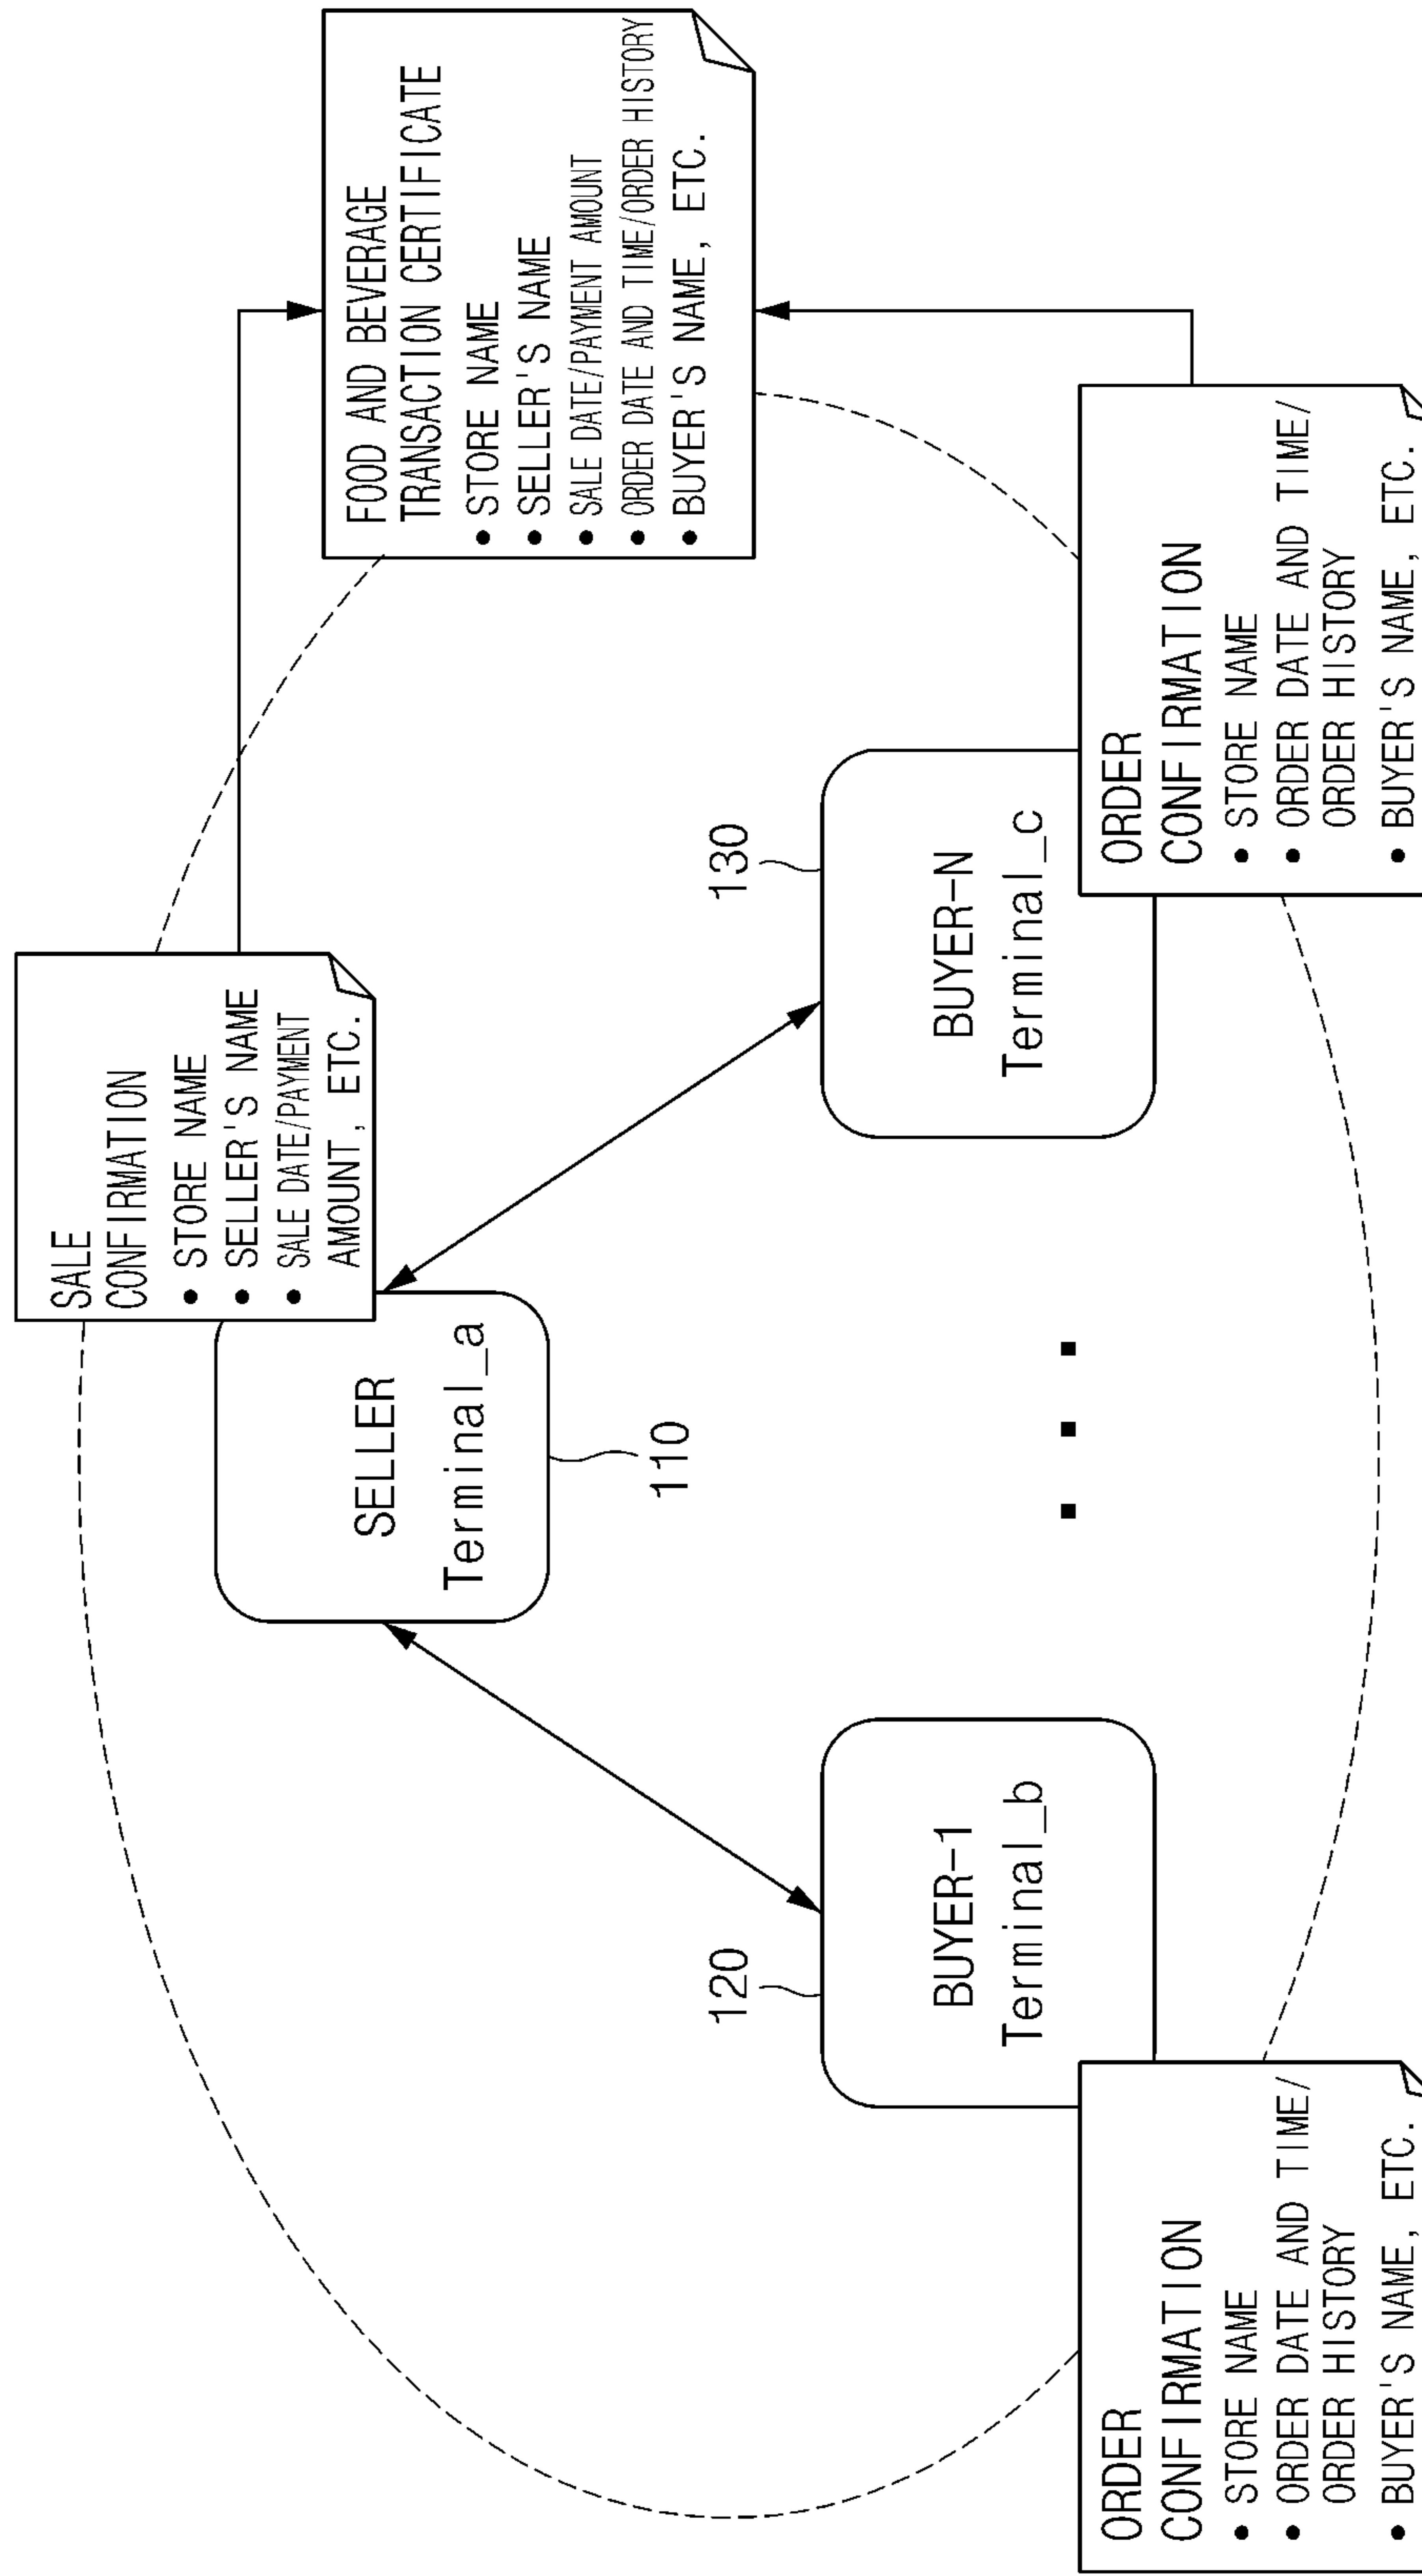 SALE
CONFIRMATION
• STORE NAME
• SELLER'S NAME
• SALE DATE/PAYMENT
AMOUNT, ETC.
FOOD AND BEVERAGE
TRANSACTION CERTIFICATE
• STORE NAME
• SELLER'S NAME
• SALE DATE/PAYMENT AMOUNT
• ORDER DATE AND TIME/ORDER HISTORY
• BUYER'S NAME, ETC.
SELLER
Terminal_a
110
120
BUYER-1
Terminal_b
130
BUYER-N
Terminal_c
ORDER
CONFIRMATION
• STORE NAME
• ORDER DATE AND TIME/
ORDER HISTORY
• BUYER'S NAME, ETC.
ORDER
CONFIRMATION
• STORE NAME
• ORDER DATE AND TIME/
ORDER HISTORY
• BUYER'S NAME, ETC.